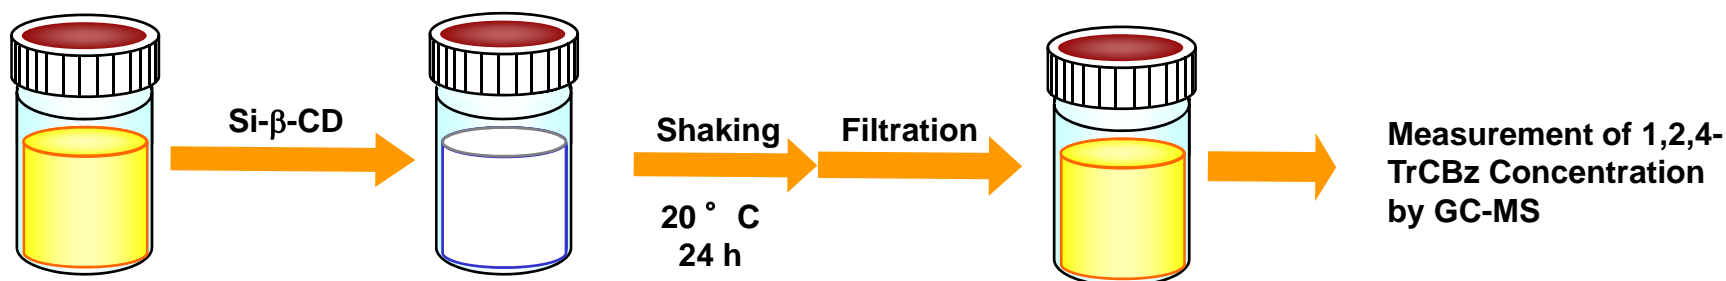 Si-β-CD
Shaking
20 ° C
24 h
Filtration
Measurement of 1,2,4-
TrCBz Concentration
by GC-MS